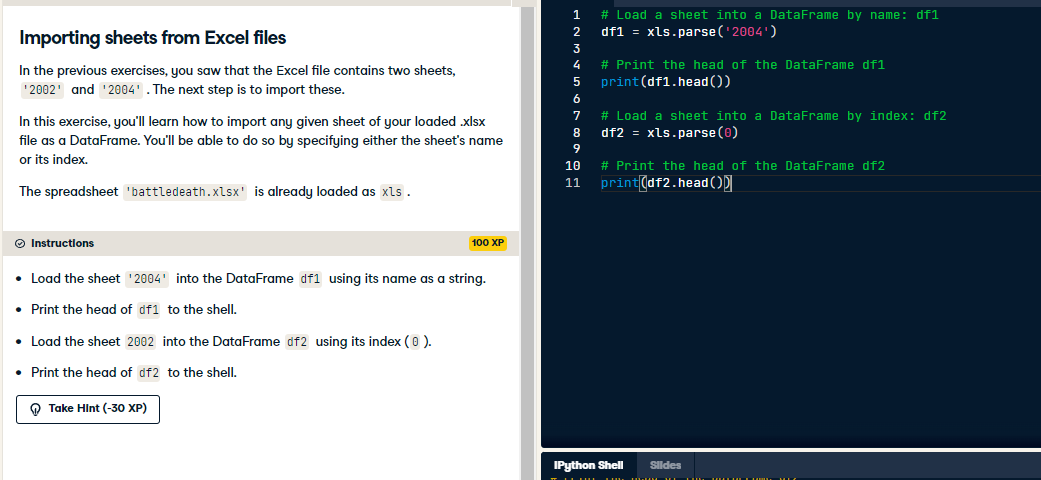 Importing sheets from Excel files
In the previous exercises, you saw that the Excel file contains two sheets,
'2002' and '2004'. The next step is to import these.
In this exercise, you'll learn how to import any given sheet of your loaded .xlsx
file as a DataFrame. You'll be able to do so by specifying either the sheet's name
or its index.
The spreadsheet 'battledeath.xlsx' is already loaded as xls.
Instructions
100 XP
• Load the sheet '2004' into the DataFrame df1 using its name as a string.
• Print the head of df1 to the shell.
• Load the sheet 2002 into the DataFrame df2 using its index (0).
• Print the head of df2 to the shell.
Take Hint (-30 XP)
1 # Load a sheet into a DataFrame by name: df1
2 df1 = xls.parse('2004')
3
4 # Print the head of the DataFrame df1
5 print(df1.head())
6
7 # Load a sheet into a DataFrame by index: df2
8 df2 = xls.parse(0)
9
10 # Print the head of the DataFrame df2
11 print(df2.head())
IPython Shell
Slides